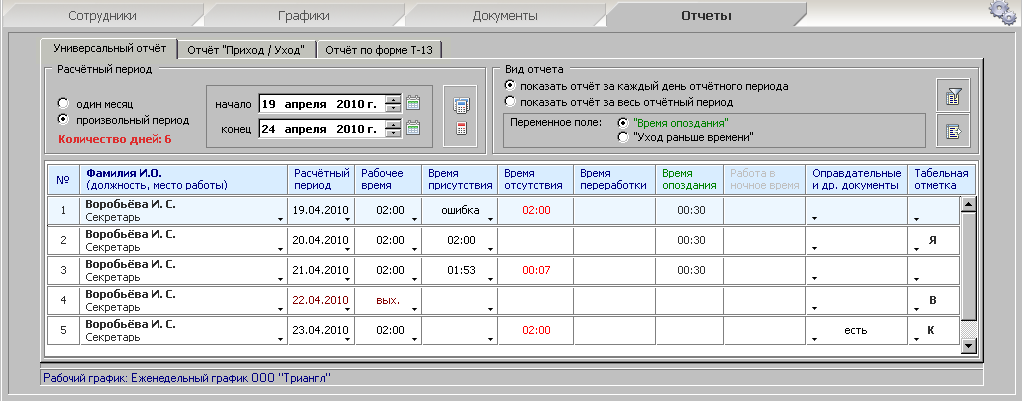 Сотрудники Графики Документы Отчеты
Универсальный отчёт Отчёт "Приход / Уход" Отчёт по форме Т-13
Расчётный период
один месяц
произвольный период
Количество дней: 6
начало 19 апреля 2010 г.
конец 24 апреля 2010 г.
Вид отчета
показать отчёт за каждый день отчётного периода
показать отчёт за весь отчётный период
Переменное поле: "Время опоздания"
"Уход раньше времени"
№ Фамилия И.О. Расчётный Рабочее Время Время Время Время Работа в Оправдательные Табельная
(должность, место работы) период время присутствия отсутствия переработки опоздания ночное время и др. документы отметка
1 Воробьёва И. С. 19.04.2010 02:00 ошибка 02:00 00:30
Секретарь
2 Воробьёва И. С. 20.04.2010 02:00 02:00 00:30 Я
Секретарь
3 Воробьёва И. С. 21.04.2010 02:00 01:53 00:07 00:30
Секретарь
4 Воробьёва И. С. 22.04.2010 вых. В
Секретарь
5 Воробьёва И. С. 23.04.2010 02:00 02:00 есть К
Секретарь
Рабочий график: Еженедельный график ООО "Триангл"